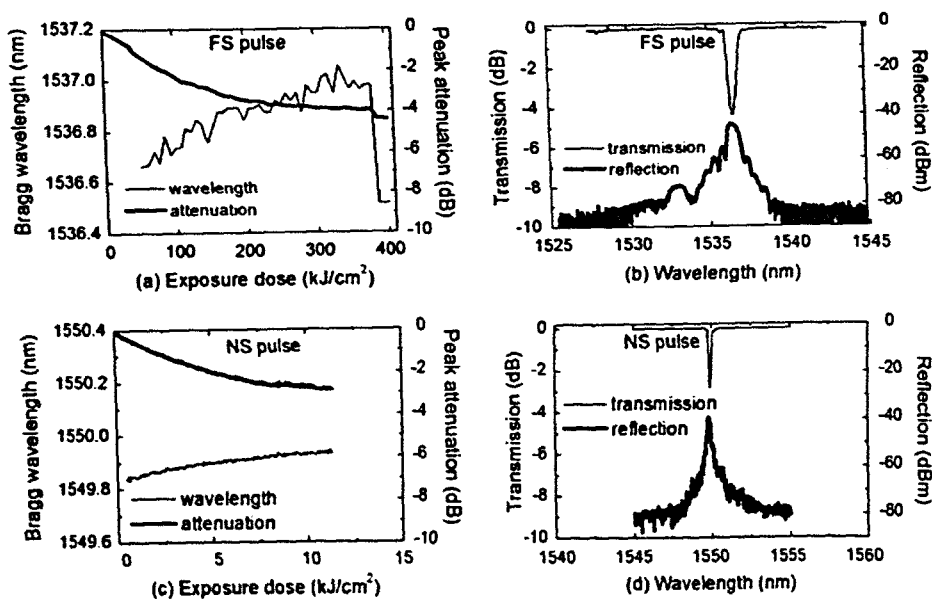 1537.2
1537.0
1536.8
1536.6
1536.4
Bragg wavelength (nm)
FS pulse
wavelength
attenuation
0
-2
-4
-6
-8
-10
Peak attenuation (dB)
0 100 200 300 400
(a) Exposure dose (kJ/cm²)
0
-2
-4
-6
-8
-10
Transmission (dB)
FS pulse
transmission
reflection
0
-20
-40
-60
-80
Reflection (dBm)
1525 1530 1535 1540 1545
(b) Wavelength (nm)
1550.4
1550.2
1550.0
1549.8
1549.6
Bragg wavelength (nm)
NS pulse
wavelength
attenuation
0
-2
-4
-6
-8
-10
Peak attenuation (dB)
0 5 10 15
(c) Exposure dose (kJ/cm²)
0
-2
-4
-6
-8
-10
Transmission (dB)
NS pulse
transmission
reflection
0
-20
-40
-60
-80
Reflection (dBm)
1540 1545 1550 1555 1560
(d) Wavelength (nm)